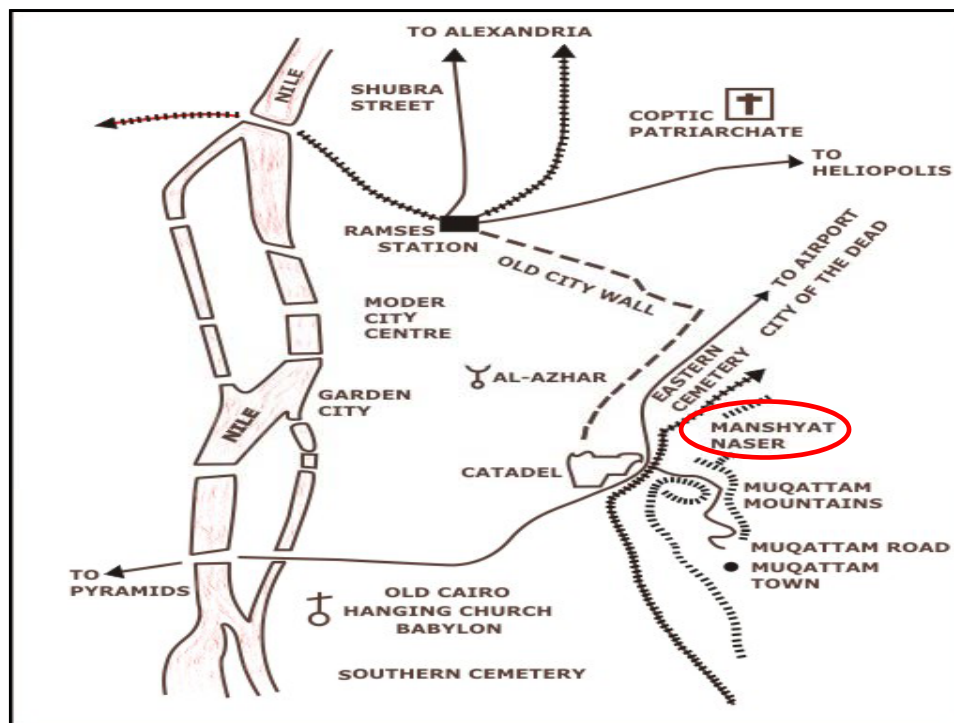 TO ALEXANDRIA
NILE
SHUBRA
STREET
COPTIC
PATRIARCHATE
TO
HELIOPOLIS
RAMSES
STATION
OLD CITY WALL
TO AIRPORT
CITY OF THE DEAD
MODER
CITY
CENTRE
AL-AZHAR
EASTERN
CEMETERY
GARDEN
CITY
NILE
MANSHYAT
NASER
CATADEL
MUQATTAM
MOUNTAINS
MUQATTAM ROAD
MUQATTAM
TOWN
TO
PYRAMIDS
OLD CAIRO
HANGING CHURCH
BABYLON
SOUTHERN CEMETERY